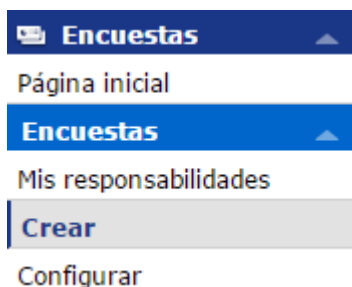 Encuestas
Página inicial
Encuestas
Mis responsabilidades
Crear
Configurar